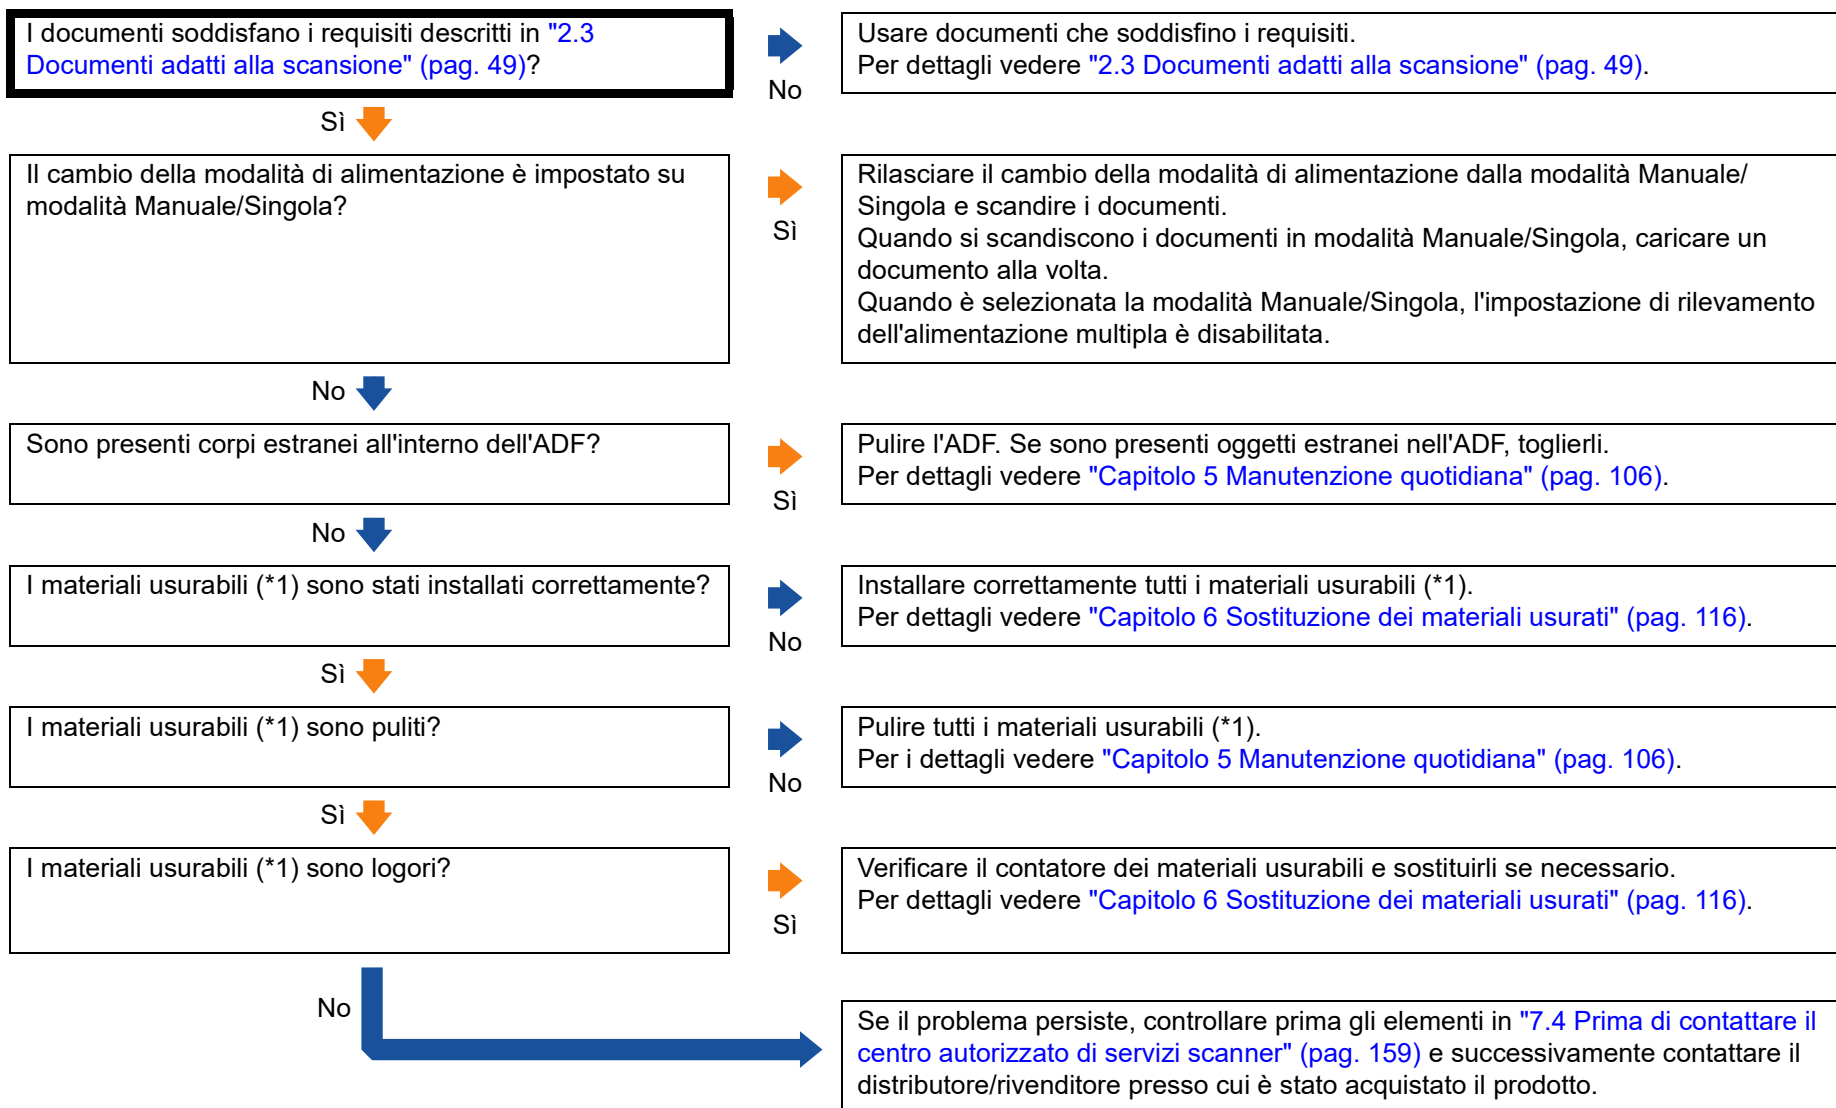 I documenti soddisfano i requisiti descritti in "2.3
Documenti adatti alla scansione" (pag. 49)?
No
Usare documenti che soddisfino i requisiti.
Per dettagli vedere "2.3 Documenti adatti alla scansione" (pag. 49).
Sì
Il cambio della modalità di alimentazione è impostato su
modalità Manuale/Singola?
Sì
Rilasciare il cambio della modalità di alimentazione dalla modalità Manuale/
Singola e scandire i documenti.
Quando si scandiscono i documenti in modalità Manuale/Singola, caricare un
documento alla volta.
Quando è selezionata la modalità Manuale/Singola, l'impostazione di rilevamento
dell'alimentazione multipla è disabilitata.
No
Sono presenti corpi estranei all'interno dell'ADF?
Sì
Pulire l'ADF. Se sono presenti oggetti estranei nell'ADF, toglierli.
Per dettagli vedere "Capitolo 5 Manutenzione quotidiana" (pag. 106).
No
I materiali usurabili (*1) sono stati installati correttamente?
No
Installare correttamente tutti i materiali usurabili (*1).
Per dettagli vedere "Capitolo 6 Sostituzione dei materiali usurati" (pag. 116).
Sì
I materiali usurabili (*1) sono puliti?
No
Pulire tutti i materiali usurabili (*1).
Per i dettagli vedere "Capitolo 5 Manutenzione quotidiana" (pag. 106).
Sì
I materiali usurabili (*1) sono logori?
Sì
Verificare il contatore dei materiali usurabili e sostituirli se necessario.
Per dettagli vedere "Capitolo 6 Sostituzione dei materiali usurati" (pag. 116).
No
Se il problema persiste, controllare prima gli elementi in "7.4 Prima di contattare il
centro autorizzato di servizi scanner" (pag. 159) e successivamente contattare il
distributore/rivenditore presso cui è stato acquistato il prodotto.